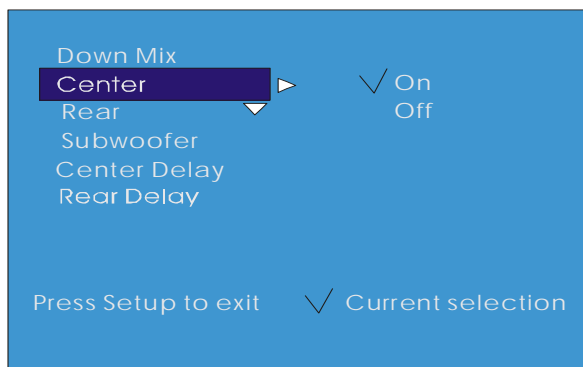 Down Mix
Center
On
Rear
Off
Subwoofer
Center Delay
Rear Delay
Press Setup to exit
Current selection